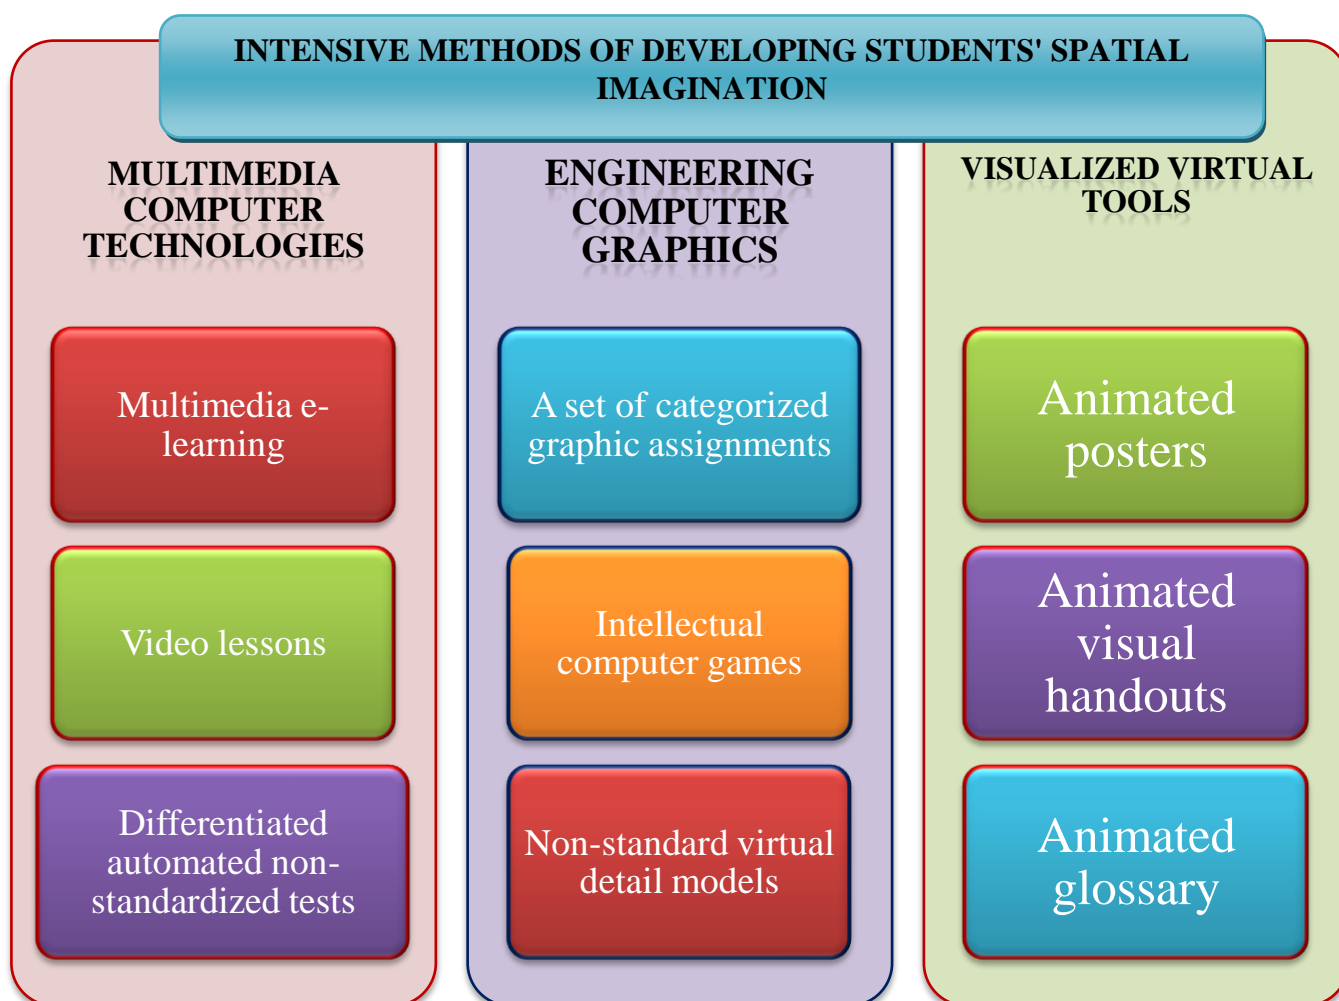 INTENSIVE METHODS OF DEVELOPING STUDENTS' SPATIAL
IMAGINATION
MULTIMEDIA
COMPUTER
TECHNOLOGIES
Multimedia e-
learning
Video lessons
Differentiated
automated non-
standardized tests
ENGINEERING
COMPUTER
GRAPHICS
A set of categorized
graphic assignments
Intellectual
computer games
Non-standard virtual
detail models
VISUALIZED VIRTUAL
TOOLS
Animated
posters
Animated
visual
handouts
Animated
glossary